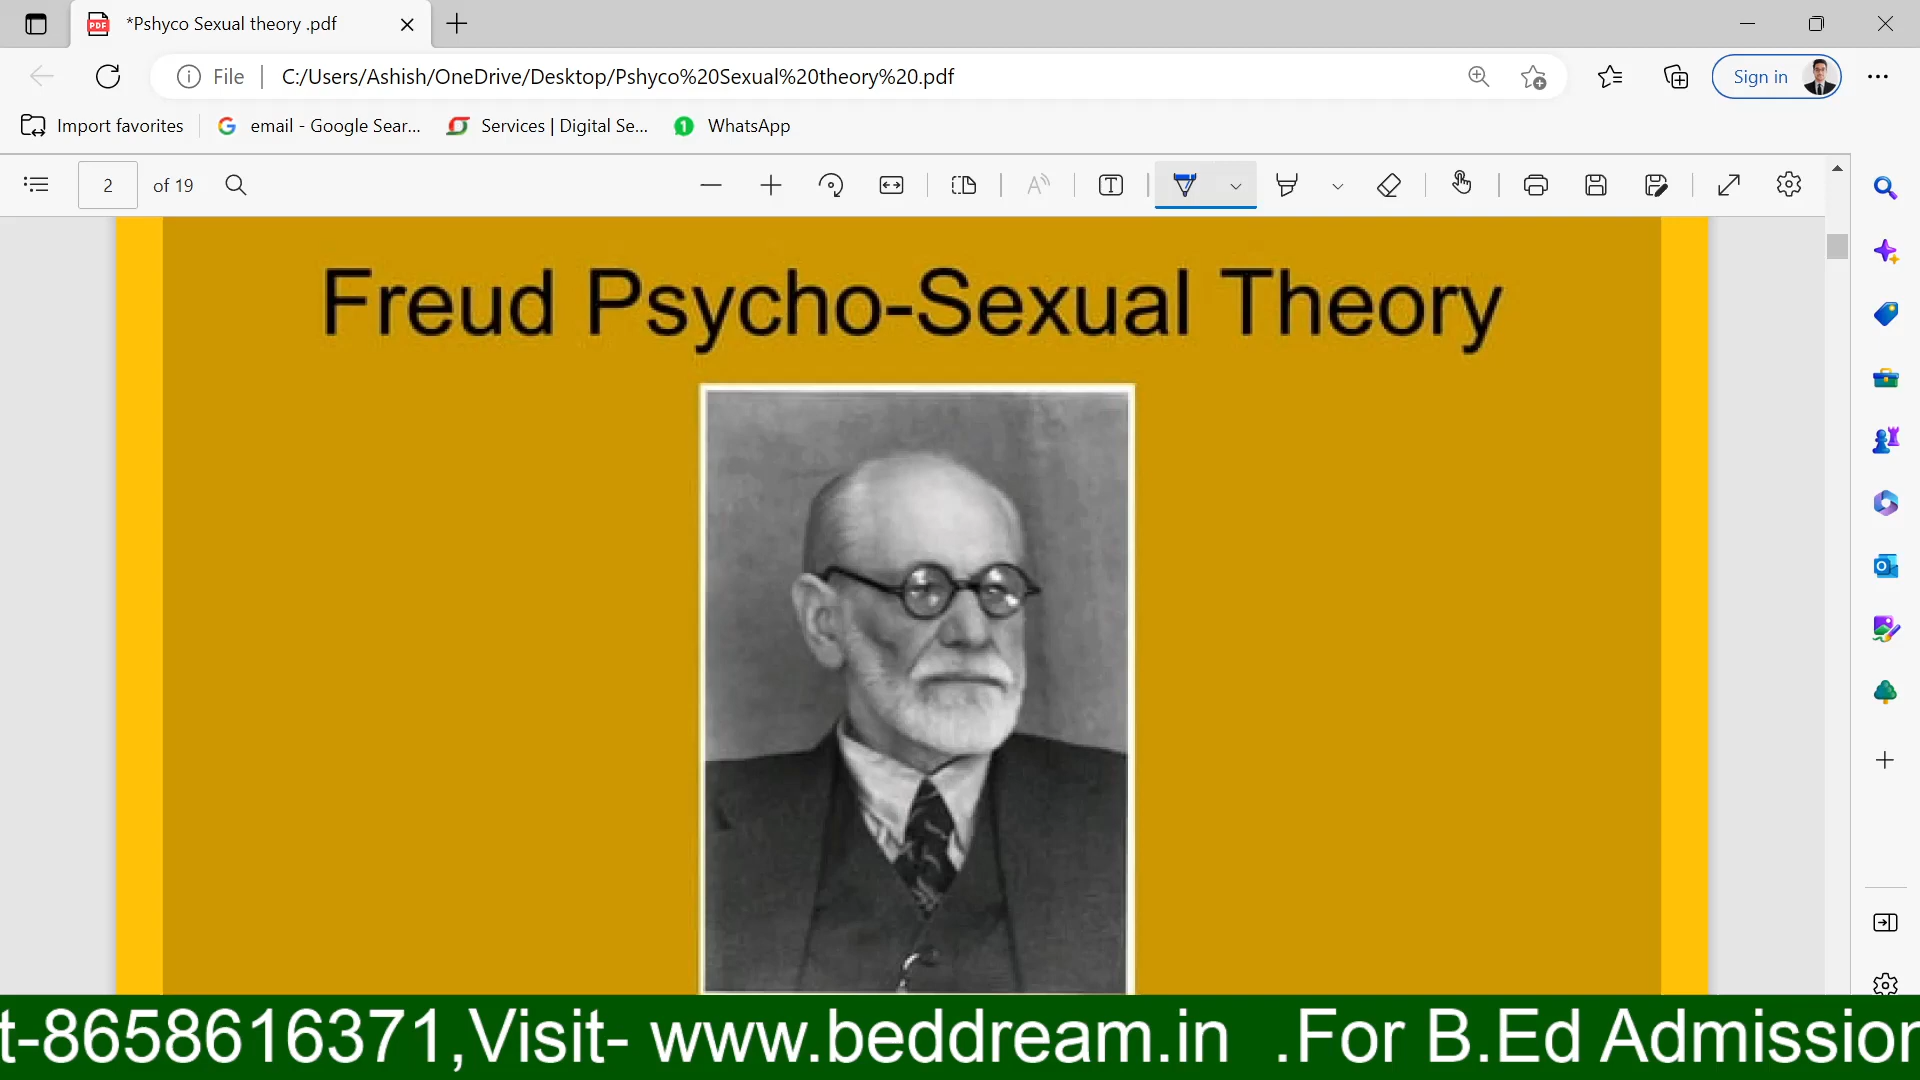 *Pshyco Sexual theory .pdf
File
C:/Users/Ashish/OneDrive/Desktop/Pshyco%20Sexual%20theory%20.pdf
Sign in
Import favorites
email - Google Sear...
Services | Digital Se...
WhatsApp
2 of 19
Freud Psycho-Sexual Theory
t-8658616371,Visit- www.beddream.in .For B.Ed Admission